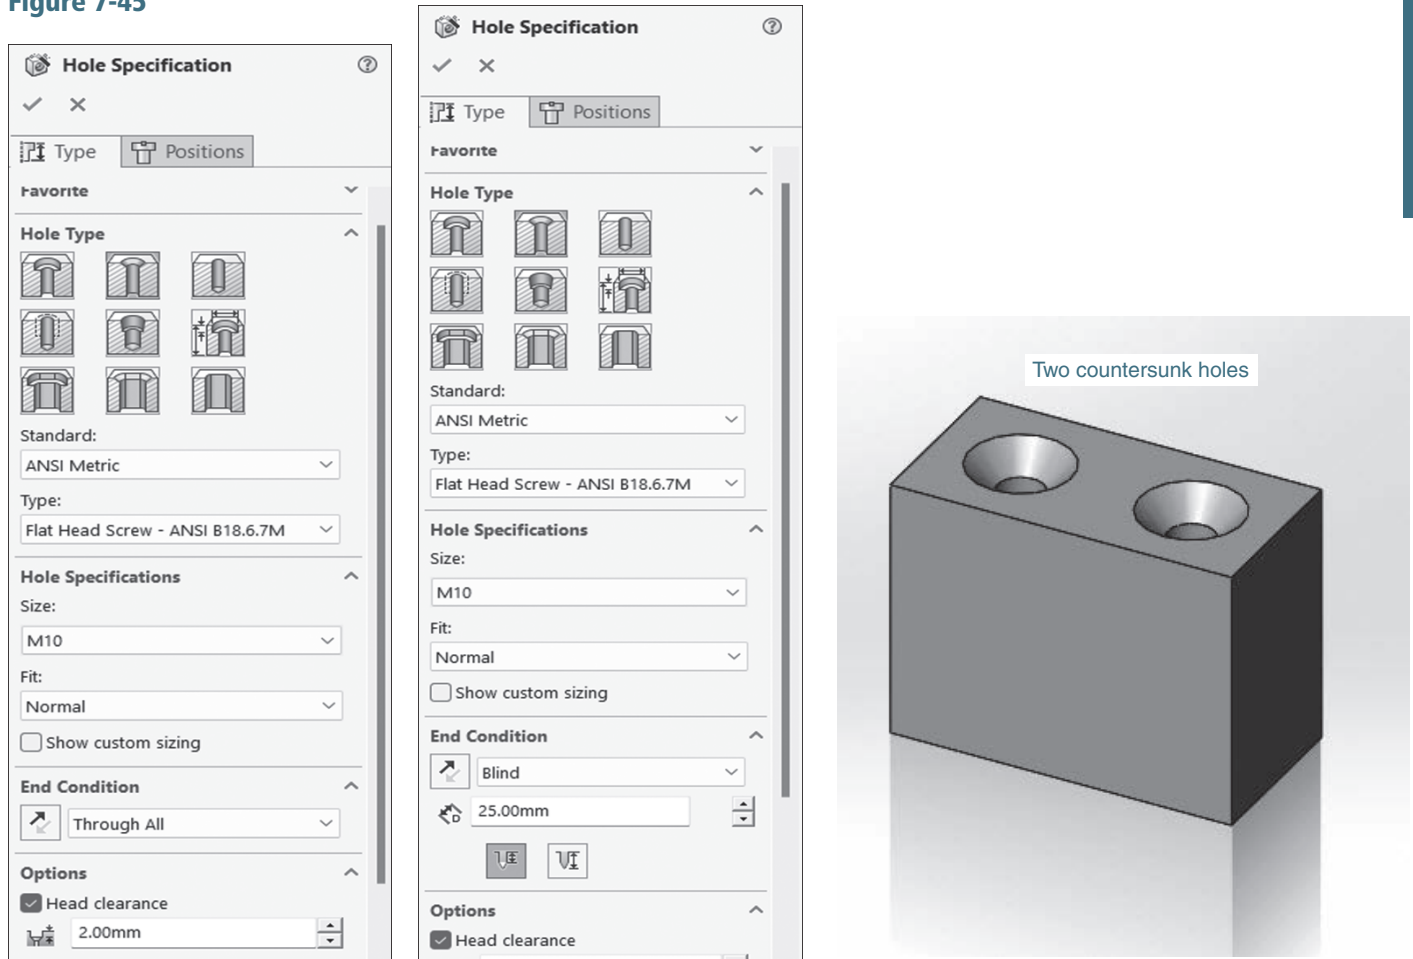 Figure 7-45
Hole Specification
Type
Positions
Favorite
Hole Type
Standard:
ANSI Metric
Type:
Flat Head Screw - ANSI B18.6.7M
Hole Specifications
Size:
M10
Fit:
Normal
Show custom sizing
End Condition
Through All
Options
Head clearance
2.00mm
Hole Specification
Type
Positions
Favorite
Hole Type
Standard:
ANSI Metric
Type:
Flat Head Screw - ANSI B18.6.7M
Hole Specifications
Size:
M10
Fit:
Normal
Show custom sizing
End Condition
Blind
D
25.00mm
Options
Head clearance
Two countersunk holes